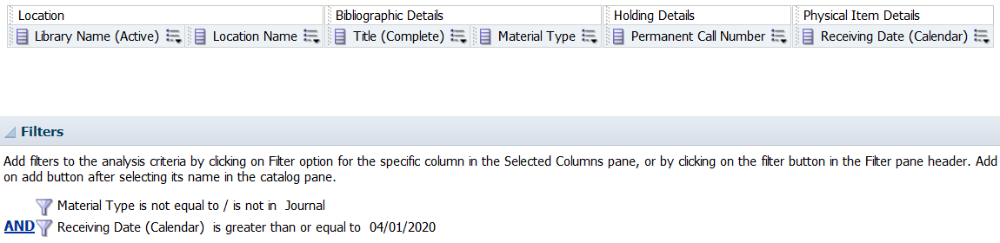 Location Bibliographic Details Holding Details Physical Item Details
Library Name (Active) Location Name Title (Complete) Material Type Permanent Call Number Receiving Date (Calendar)
Filters
Add filters to the analysis criteria by clicking on Filter option for the specific column in the Selected Columns pane, or by clicking on the filter button in the Filter pane header. Add
on add button after selecting its name in the catalog pane.
Material Type is not equal to / is not in Journal
AND Receiving Date (Calendar) is greater than or equal to 04/01/2020